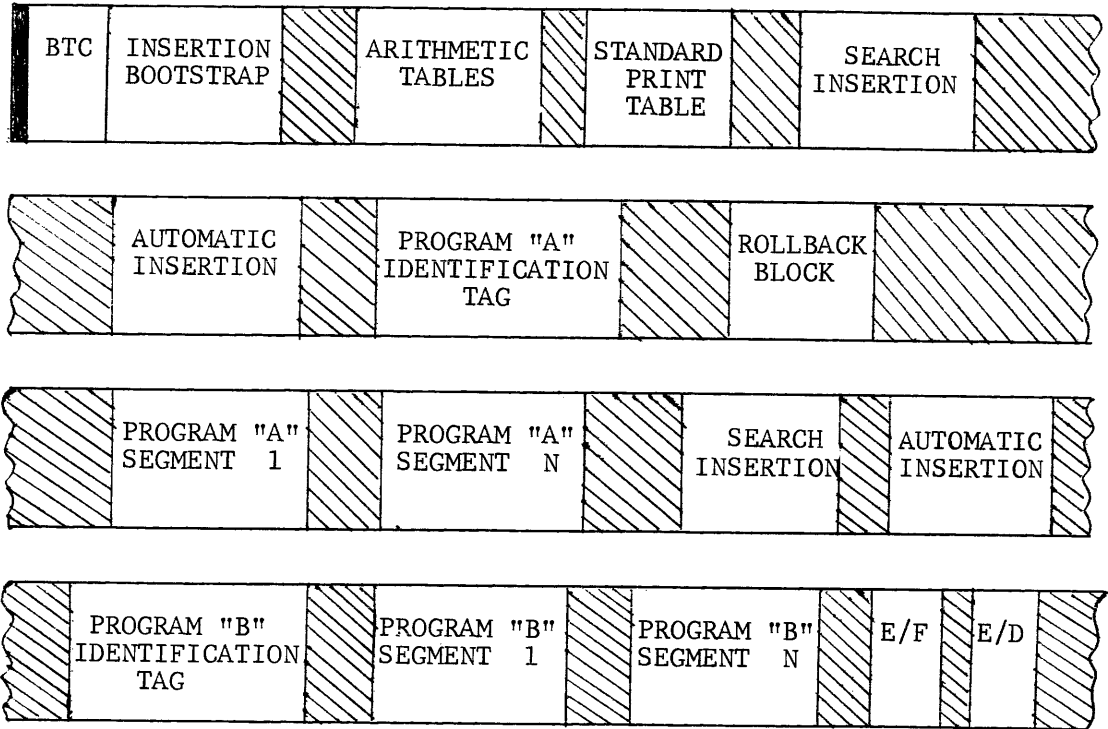 BTC
INSERTION
BOOTSTRAP
ARITHMETIC
TABLES
STANDARD
PRINT
TABLE
SEARCH
INSERTION
AUTOMATIC
INSERTION
PROGRAM "A"
IDENTIFICATION
TAG
ROLLBACK
BLOCK
PROGRAM "A"
SEGMENT 1
PROGRAM "A"
SEGMENT N
SEARCH
INSERTION
AUTOMATIC
INSERTION
PROGRAM "B"
IDENTIFICATION
TAG
PROGRAM "B"
SEGMENT 1
PROGRAM "B"
SEGMENT N
E/F
E/D